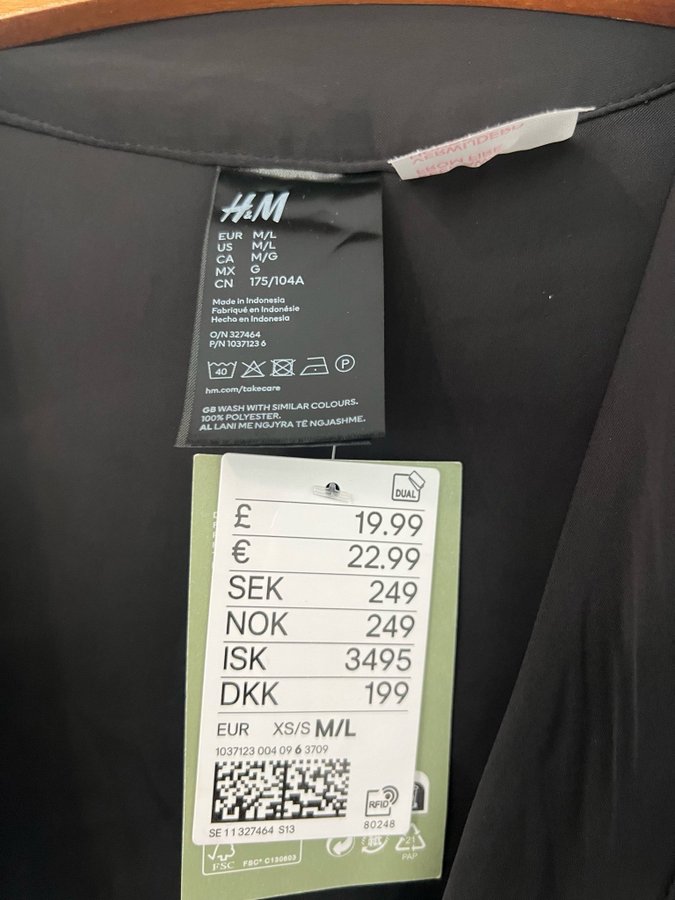 H&M
EUR M/L
US M/L
CA M/G
MX G
CN 175/104A
Made in Indonesia
Fabriqué en Indonésie
Hecho en Indonesia
O/N 327464
P/N 1037123 6
40
P
hm.com/takecare
GB WASH WITH SIMILAR COLOURS.
100% POLYESTER.
AL LANI ME NGJYRA TË NGJASHME.
DUAL
£ 19.99
€ 22.99
SEK 249
NOK 249
ISK 3495
DKK 199
EUR XS/S M/L
1037123 004 09 6 3709
RFID
SE 11 327464 S13
80248
FSC
FSC® C130603
21
PAP